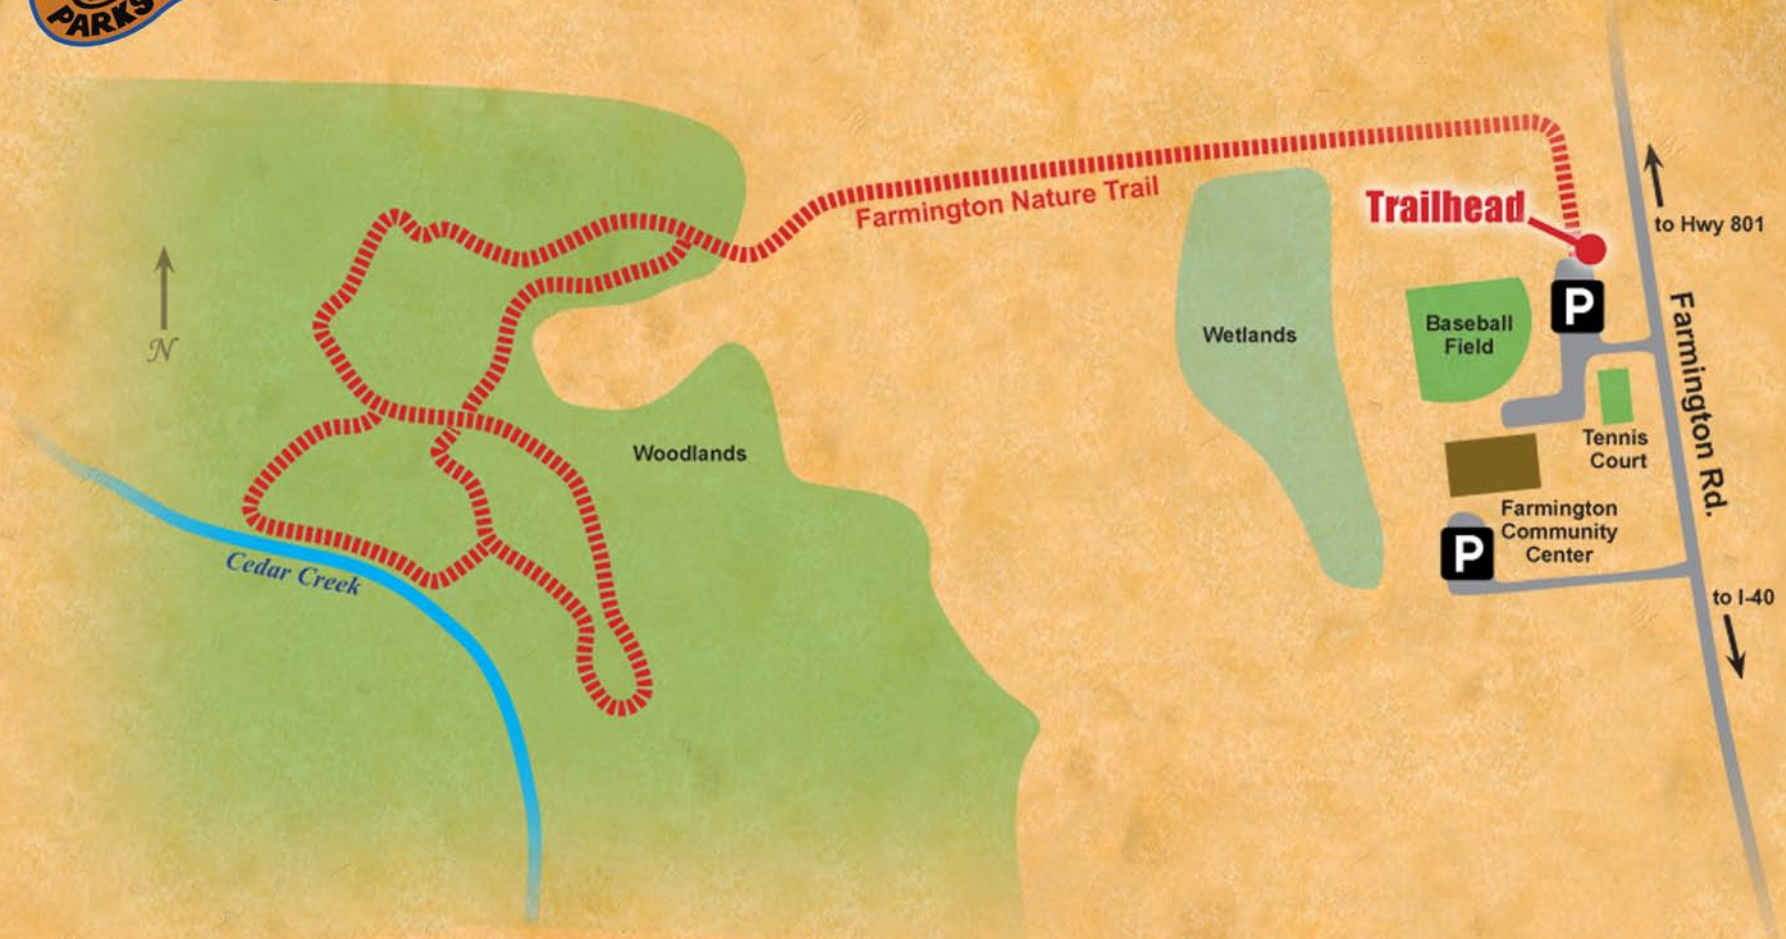 PARKS
Farmington Nature Trail
Trailhead
to Hwy 801
P
Baseball
Field
Wetlands
Farmington Rd.
N
Woodlands
Tennis
Court
Farmington
Community
Center
P
Cedar Creek
to I-40